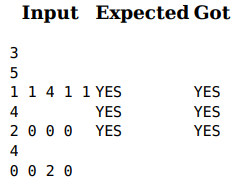 Input Expected Got
3
5
1 1 4 1 1 YES YES
4 YES YES
2 0 0 0 YES YES
4
0 0 2 0